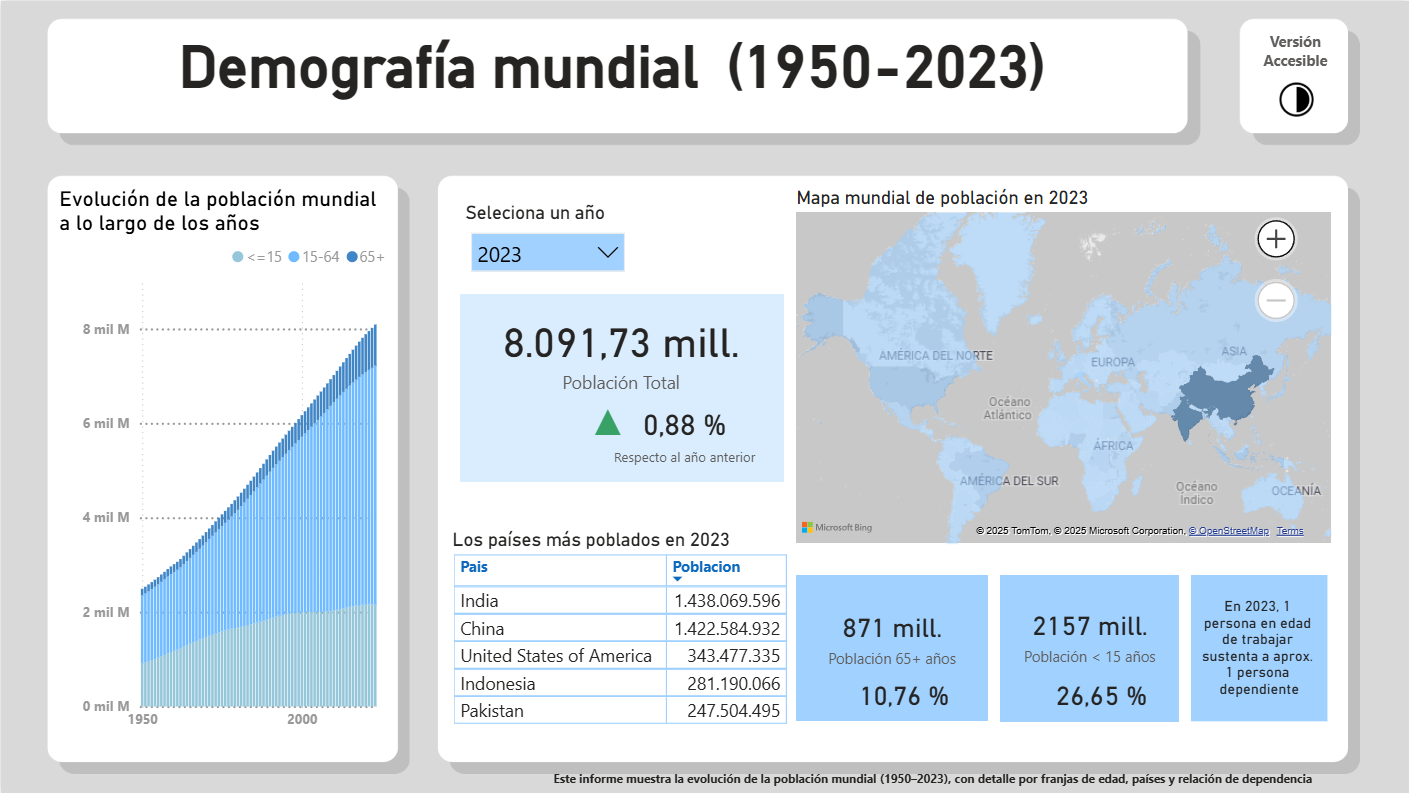 Demografía mundial (1950-2023)
Versión
Accesible
Evolución de la población mundial
a lo largo de los años
<=15 15-64 65+
8 mil M
6 mil M
4 mil M
2 mil M
0 mil M
1950 2000
Seleciona un año
2023
8.091,73 mill.
Población Total
0,88 %
Respecto al año anterior
Los países más poblados en 2023
Pais Poblacion
India 1.438.069.596
China 1.422.584.932
United States of America 343.477.335
Indonesia 281.190.066
Pakistan 247.504.495
Mapa mundial de población en 2023
AMÉRICA DEL NORTE
EUROPA
ASIA
Océano
Atlántico
ÁFRICA
AMÉRICA DEL SUR
Océano
Índico
OCEANÍA
Microsoft Bing
© 2025 TomTom, © 2025 Microsoft Corporation, © OpenStreetMap Terms
871 mill.
Población 65+ años
10,76 %
2157 mill.
Población < 15 años
26,65 %
En 2023, 1
persona en edad
de trabajar
sustenta a aprox.
1 persona
dependiente
Este informe muestra la evolución de la población mundial (1950–2023), con detalle por franjas de edad, países y relación de dependencia